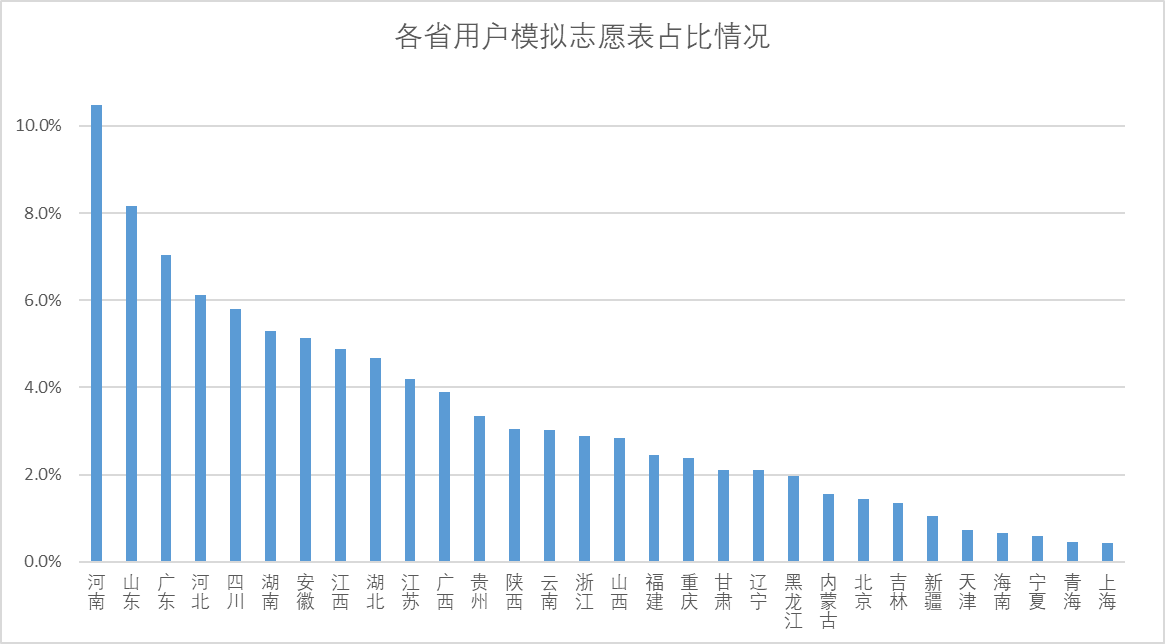 各省用户模拟志愿表占比情况
10.0%
8.0%
6.0%
4.0%
2.0%
0.0%
河南
山东
广东
河北
四川
湖南
安徽
江西
湖北
江苏
广西
贵州
陕西
云南
浙江
山西
福建
重庆
甘肃
辽宁
黑龙江
内蒙古
北京
吉林
新疆
天津
海南
宁夏
青海
上海